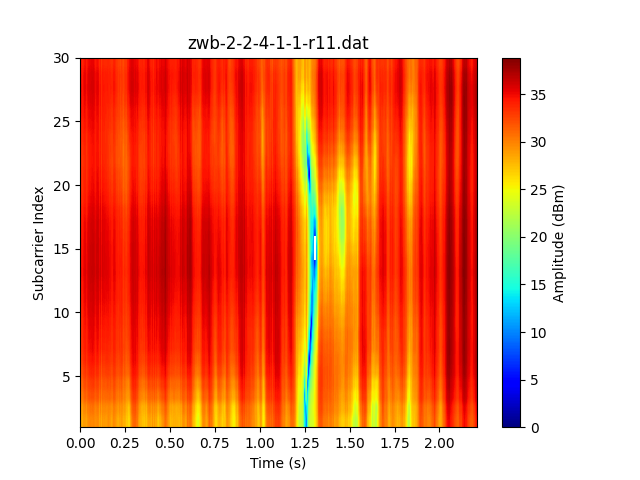 zwb-2-2-4-1-1-r11.dat
30
25
20
15
10
5
Subcarrier Index
0.00 0.25 0.50 0.75 1.00 1.25 1.50 1.75 2.00
Time (s)
35
30
25
20
15
10
5
0
Amplitude (dBm)